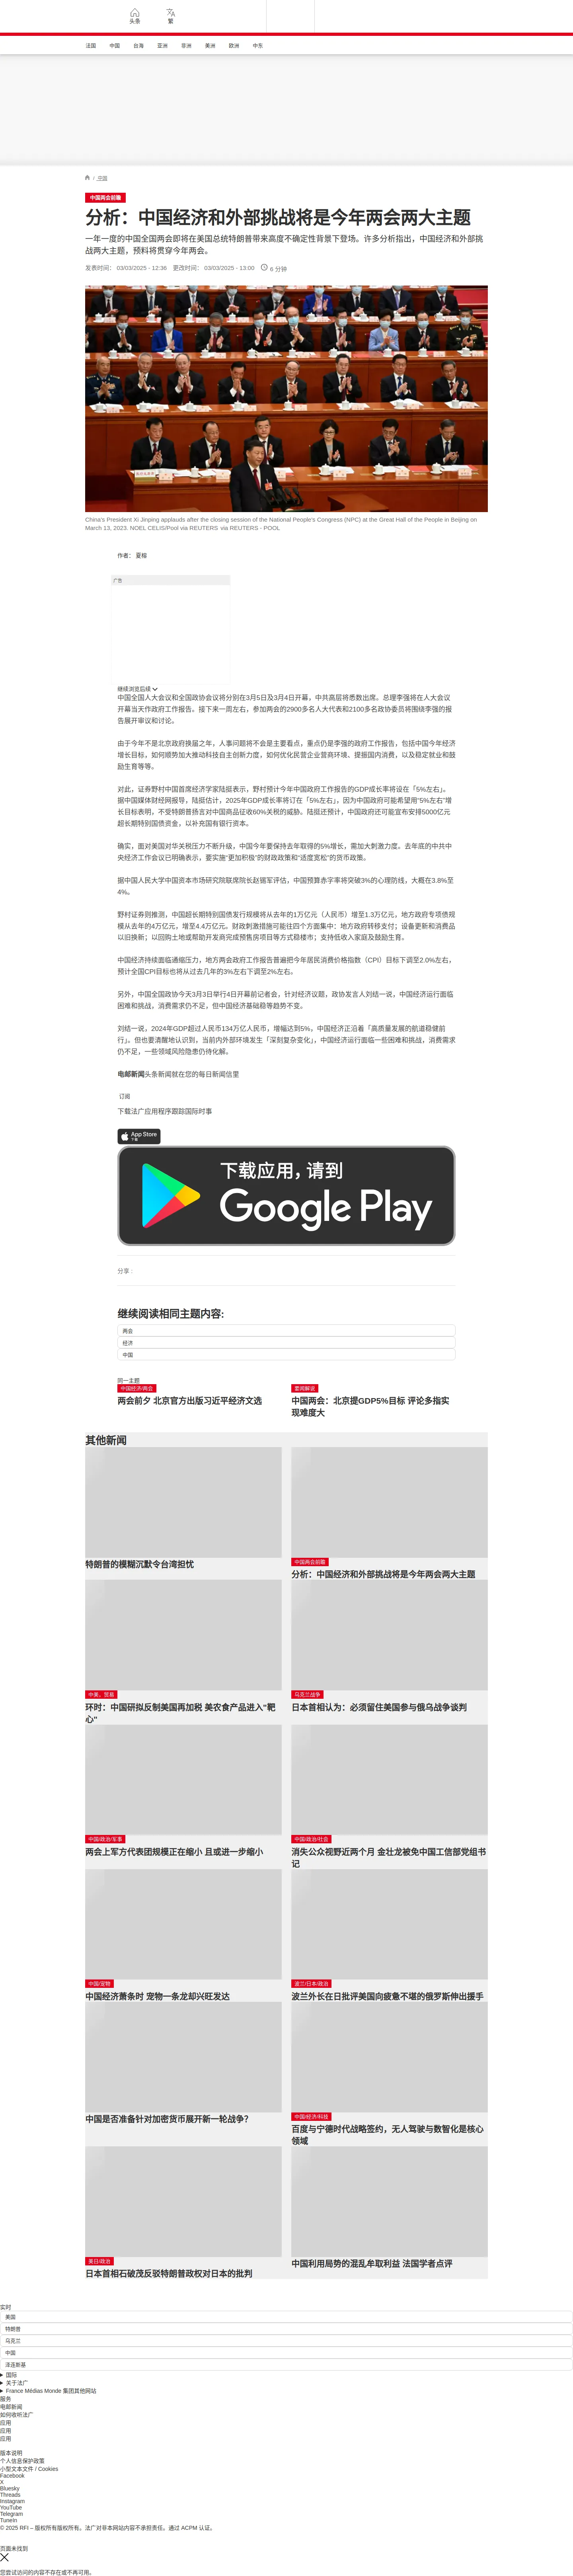 头条
繁
法国
中国
台海
亚洲
非洲
美洲
欧洲
中东
/ 中国
中国两会前瞻
分析：中国经济和外部挑战将是今年两会两大主题
一年一度的中国全国两会即将在美国总统特朗普带来高度不确定性背景下登场。许多分析指出，中国经济和外部挑
战两大主题，预料将贯穿今年两会。
发表时间： 03/03/2025 - 12:36 更改时间： 03/03/2025 - 13:00 6 分钟
China's President Xi Jinping applauds after the closing session of the National People's Congress (NPC) at the Great Hall of the People in Beijing on
March 13, 2023. NOEL CELIS/Pool via REUTERS via REUTERS - POOL
作者： 夏榕
广告
继续浏览后续
中国全国人大会议和全国政协会议将分别在3月5日及3月4日开幕，中共高层将悉数出席。总理李强将在人大会议
开幕当天作政府工作报告。接下来一周左右，参加两会的2900多名人大代表和2100多名政协委员将围绕李强的报
告展开审议和讨论。
由于今年不是北京政府换届之年，人事问题将不会是主要看点，重点仍是李强的政府工作报告，包括中国今年经济
增长目标，如何顺势加大推动科技自主创新力度，如何优化民营企业营商环境、提振国内消费，以及稳定就业和鼓
励生育等等。
对此，证券野村中国首席经济学家陆挺表示，野村预计今年中国政府工作报告的GDP成长率将设在「5%左右」。
据中国媒体财经网报导，陆挺估计，2025年GDP成长率将订在「5%左右」，因为中国政府可能希望用“5%左右”增
长目标表明，不受特朗普扬言对中国商品征收60%关税的威胁。陆挺还预计，中国政府还可能宣布安排5000亿元
超长期特别国债资金，以补充国有银行资本。
确实，面对美国对华关税压力不断升级，中国今年要保持去年取得的5%增长，需加大刺激力度。去年底的中共中
央经济工作会议已明确表示，要实施“更加积极”的财政政策和“适度宽松”的货币政策。
据中国人民大学中国资本市场研究院联席院长赵锡军评估，中国预算赤字率将突破3%的心理防线，大概在3.8%至
4%。
野村证券则推测，中国超长期特别国债发行规模将从去年的1万亿元（人民币）增至1.3万亿元，地方政府专项债规
模从去年的4万亿元，增至4.4万亿元。财政刺激措施可能往四个方面集中：地方政府转移支付；设备更新和消费品
以旧换新；以回购土地或帮助开发商完成预售房项目等方式稳楼市；支持低收入家庭及鼓励生育。
中国经济持续面临通缩压力，地方两会政府工作报告普遍把今年居民消费价格指数（CPI）目标下调至2.0%左右，
预计全国CPI目标也将从过去几年的3%左右下调至2%左右。
另外，中国全国政协今天3月3日举行4日开幕前记者会，针对经济议题，政协发言人刘结一说，中国经济运行面临
困难和挑战，消费需求仍不足，但中国经济基础稳等趋势不变。
刘结一说，2024年GDP超过人民币134万亿人民币，增幅达到5%。中国经济正沿着「高质量发展的航道稳健前
行」。但也要清醒地认识到，当前内外部环境发生「深刻复杂变化」，中国经济运行面临一些困难和挑战，消费需求
仍不足，一些领域风险隐患仍待化解。
电邮新闻头条新闻就在您的每日新闻信里
订阅
下载法广应用程序跟踪国际时事
App Store
下载
下载应用，请到
Google Play
分享 :
继续阅读相同主题内容:
两会
经济
中国
同一主题
中国经济/两会
两会前夕 北京官方出版习近平经济文选
要闻解说
中国两会：北京提GDP5%目标 评论多指实
现难度大
其他新闻
特朗普的模糊沉默令台湾担忧
中国两会前瞻
分析：中国经济和外部挑战将是今年两会两大主题
中美，贸易
环时：中国研拟反制美国再加税 美农食产品进入"靶
心"
乌克兰战争
日本首相认为：必须留住美国参与俄乌战争谈判
中国/政治/军事
两会上军方代表团规模正在缩小 且或进一步缩小
中国/政治/社会
消失公众视野近两个月 金壮龙被免中国工信部党组书
记
中国/宠物
中国经济萧条时 宠物一条龙却兴旺发达
波兰/日本/政治
波兰外长在日批评美国向疲惫不堪的俄罗斯伸出援手
中国是否准备针对加密货币展开新一轮战争？
中国/经济/科技
百度与宁德时代战略签约，无人驾驶与数智化是核心
领域
美日/政治
日本首相石破茂反驳特朗普政权对日本的批判
中国利用局势的混乱牟取利益 法国学者点评
实时
美国
特朗普
乌克兰
中国
泽连斯基
国际
关于法广
France Médias Monde 集团其他网站
服务
电邮新闻
如何收听法广
应用
应用
应用
版本说明
个人信息保护政策
小型文本文件 / Cookies
Facebook
X
Bluesky
Threads
Instagram
YouTube
Telegram
TuneIn
© 2025 RFI – 版权所有版权所有。法广对非本网站内容不承担责任。通过 ACPM 认证。
页面未找到
您尝试访问的内容不存在或不再可用。